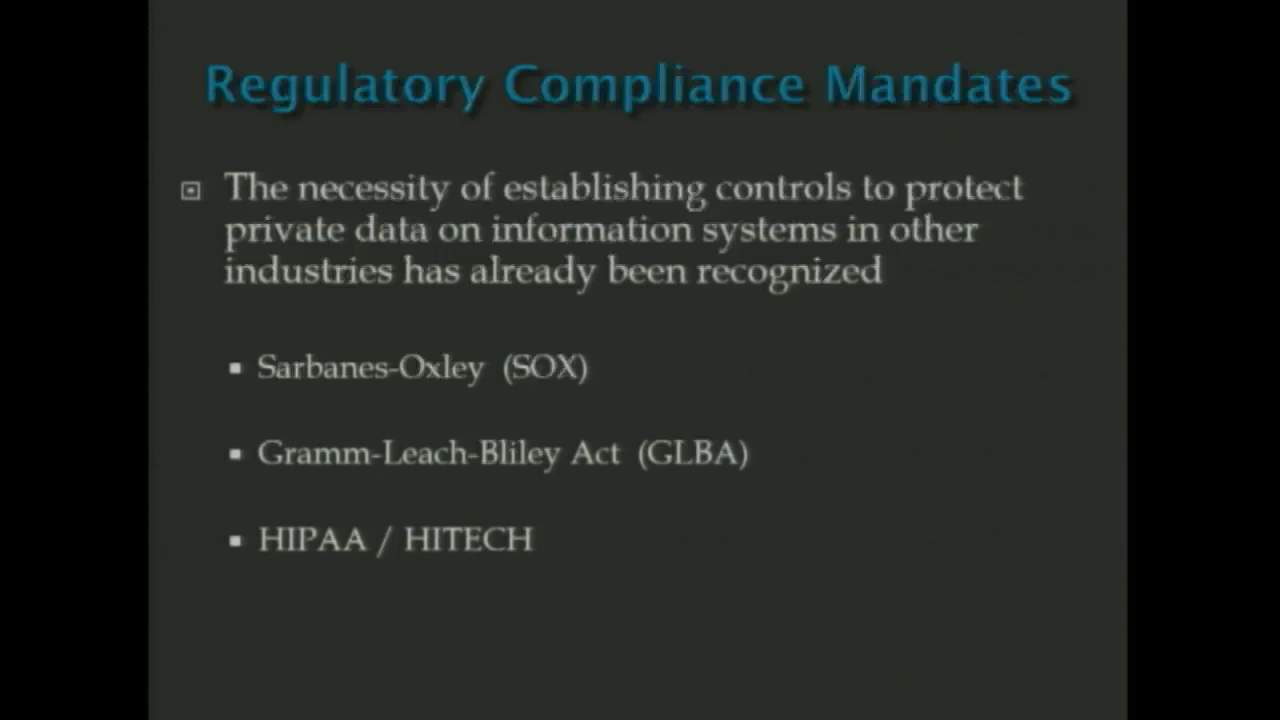 Regulatory Compliance Mandates
The necessity of establishing controls to protect
private data on information systems in other
industries has already been recognized
Sarbanes-Oxley (SOX)
Gramm-Leach-Bliley Act (GLBA)
HIPAA / HITECH